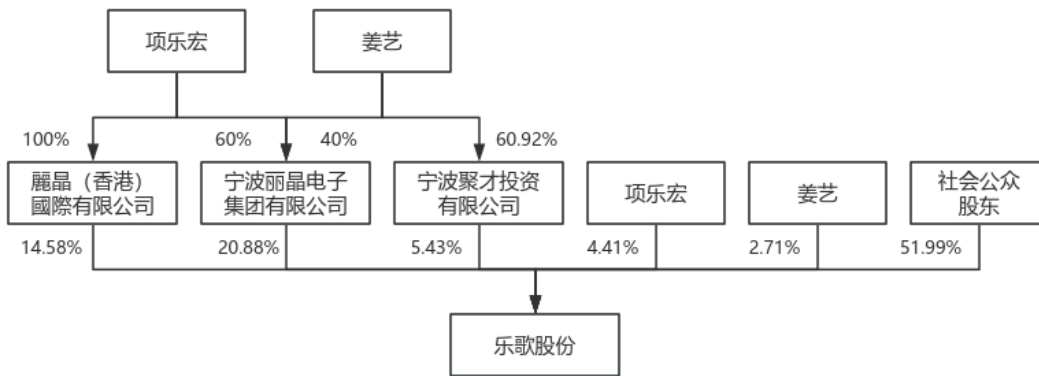 项乐宏
姜艺
100%
60%
40%
60.92%
麗晶（香港）
國際有限公司
宁波丽晶电子
集团有限公司
宁波聚才投资
有限公司
项乐宏
姜艺
社会公众
股东
14.58%
20.88%
5.43%
4.41%
2.71%
51.99%
乐歌股份